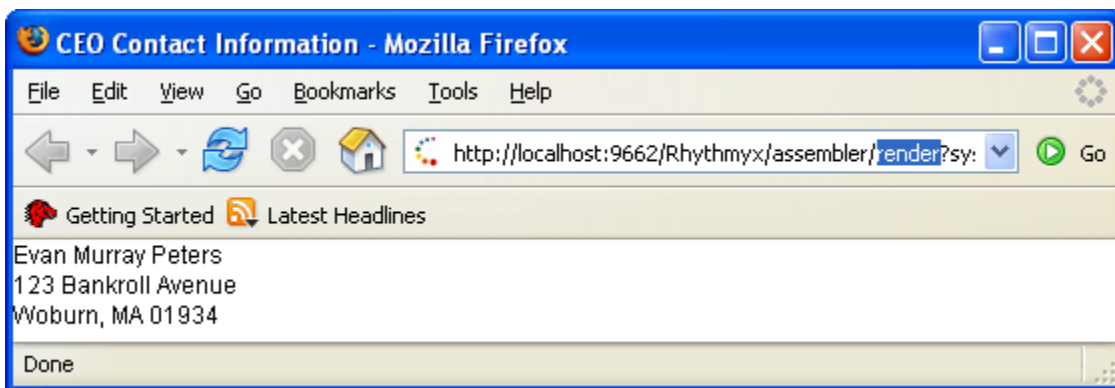 CEO Contact Information - Mozilla Firefox
File Edit View Go Bookmarks Tools Help
http://localhost:9662/Rhythmyx/assembler/render?sy: Go
Getting Started Latest Headlines
Evan Murray Peters
123 Bankroll Avenue
Woburn, MA 01934
Done